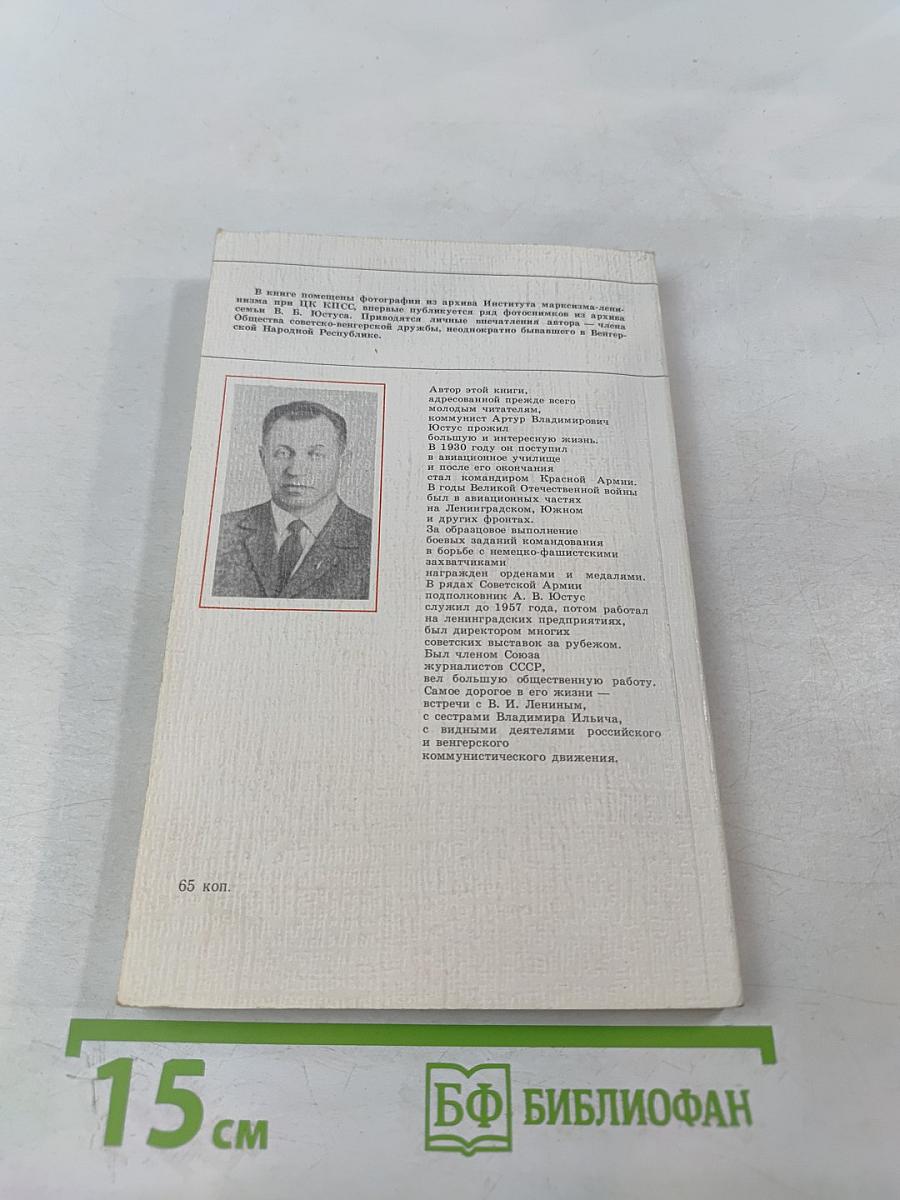 В книге помещены фотографии из архива Института марксизма-лени-
низма при ЦК КПСС, впервые публикуется ряд фотоснимков из архива
семьи В. Б. Юстуса. Приводятся личные впечатления автора — члена
Общества советско-венгерской дружбы, неоднократно бывавшего в Венгер-
ской Народной Республике.
Автор этой книги,
адресованной прежде всего
молодым читателям,
коммунист Артур Владимирович
Юстус прожил
большую и интересную жизнь.
В 1930 году он поступил
в авиационное училище
и после его окончания
стал командиром Красной Армии.
В годы Великой Отечественной войны
был в авиационных частях
на Ленинградском, Южном
и других фронтах.
За образцовое выполнение
боевых заданий командования
в борьбе с немецко-фашистскими
захватчиками
награжден орденами и медалями.
В рядах Советской Армии
подполковник А. В. Юстус
служил до 1957 года, потом работал
на ленинградских предприятиях,
был директором многих
советских выставок за рубежом.
Был членом Союза
журналистов СССР,
вел большую общественную работу.
Самое дорогое в его жизни —
встречи с В. И. Лениным,
с сестрами Владимира Ильича,
с видными деятелями российского
и венгерского
коммунистического движения.
65 коп.
15 см
БФ БИБЛИОФАН